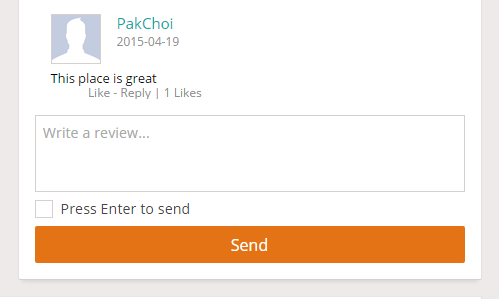 PakChoi
2015-04-19
This place is great
Like - Reply | 1 Likes
Write a review...
Press Enter to send
Send